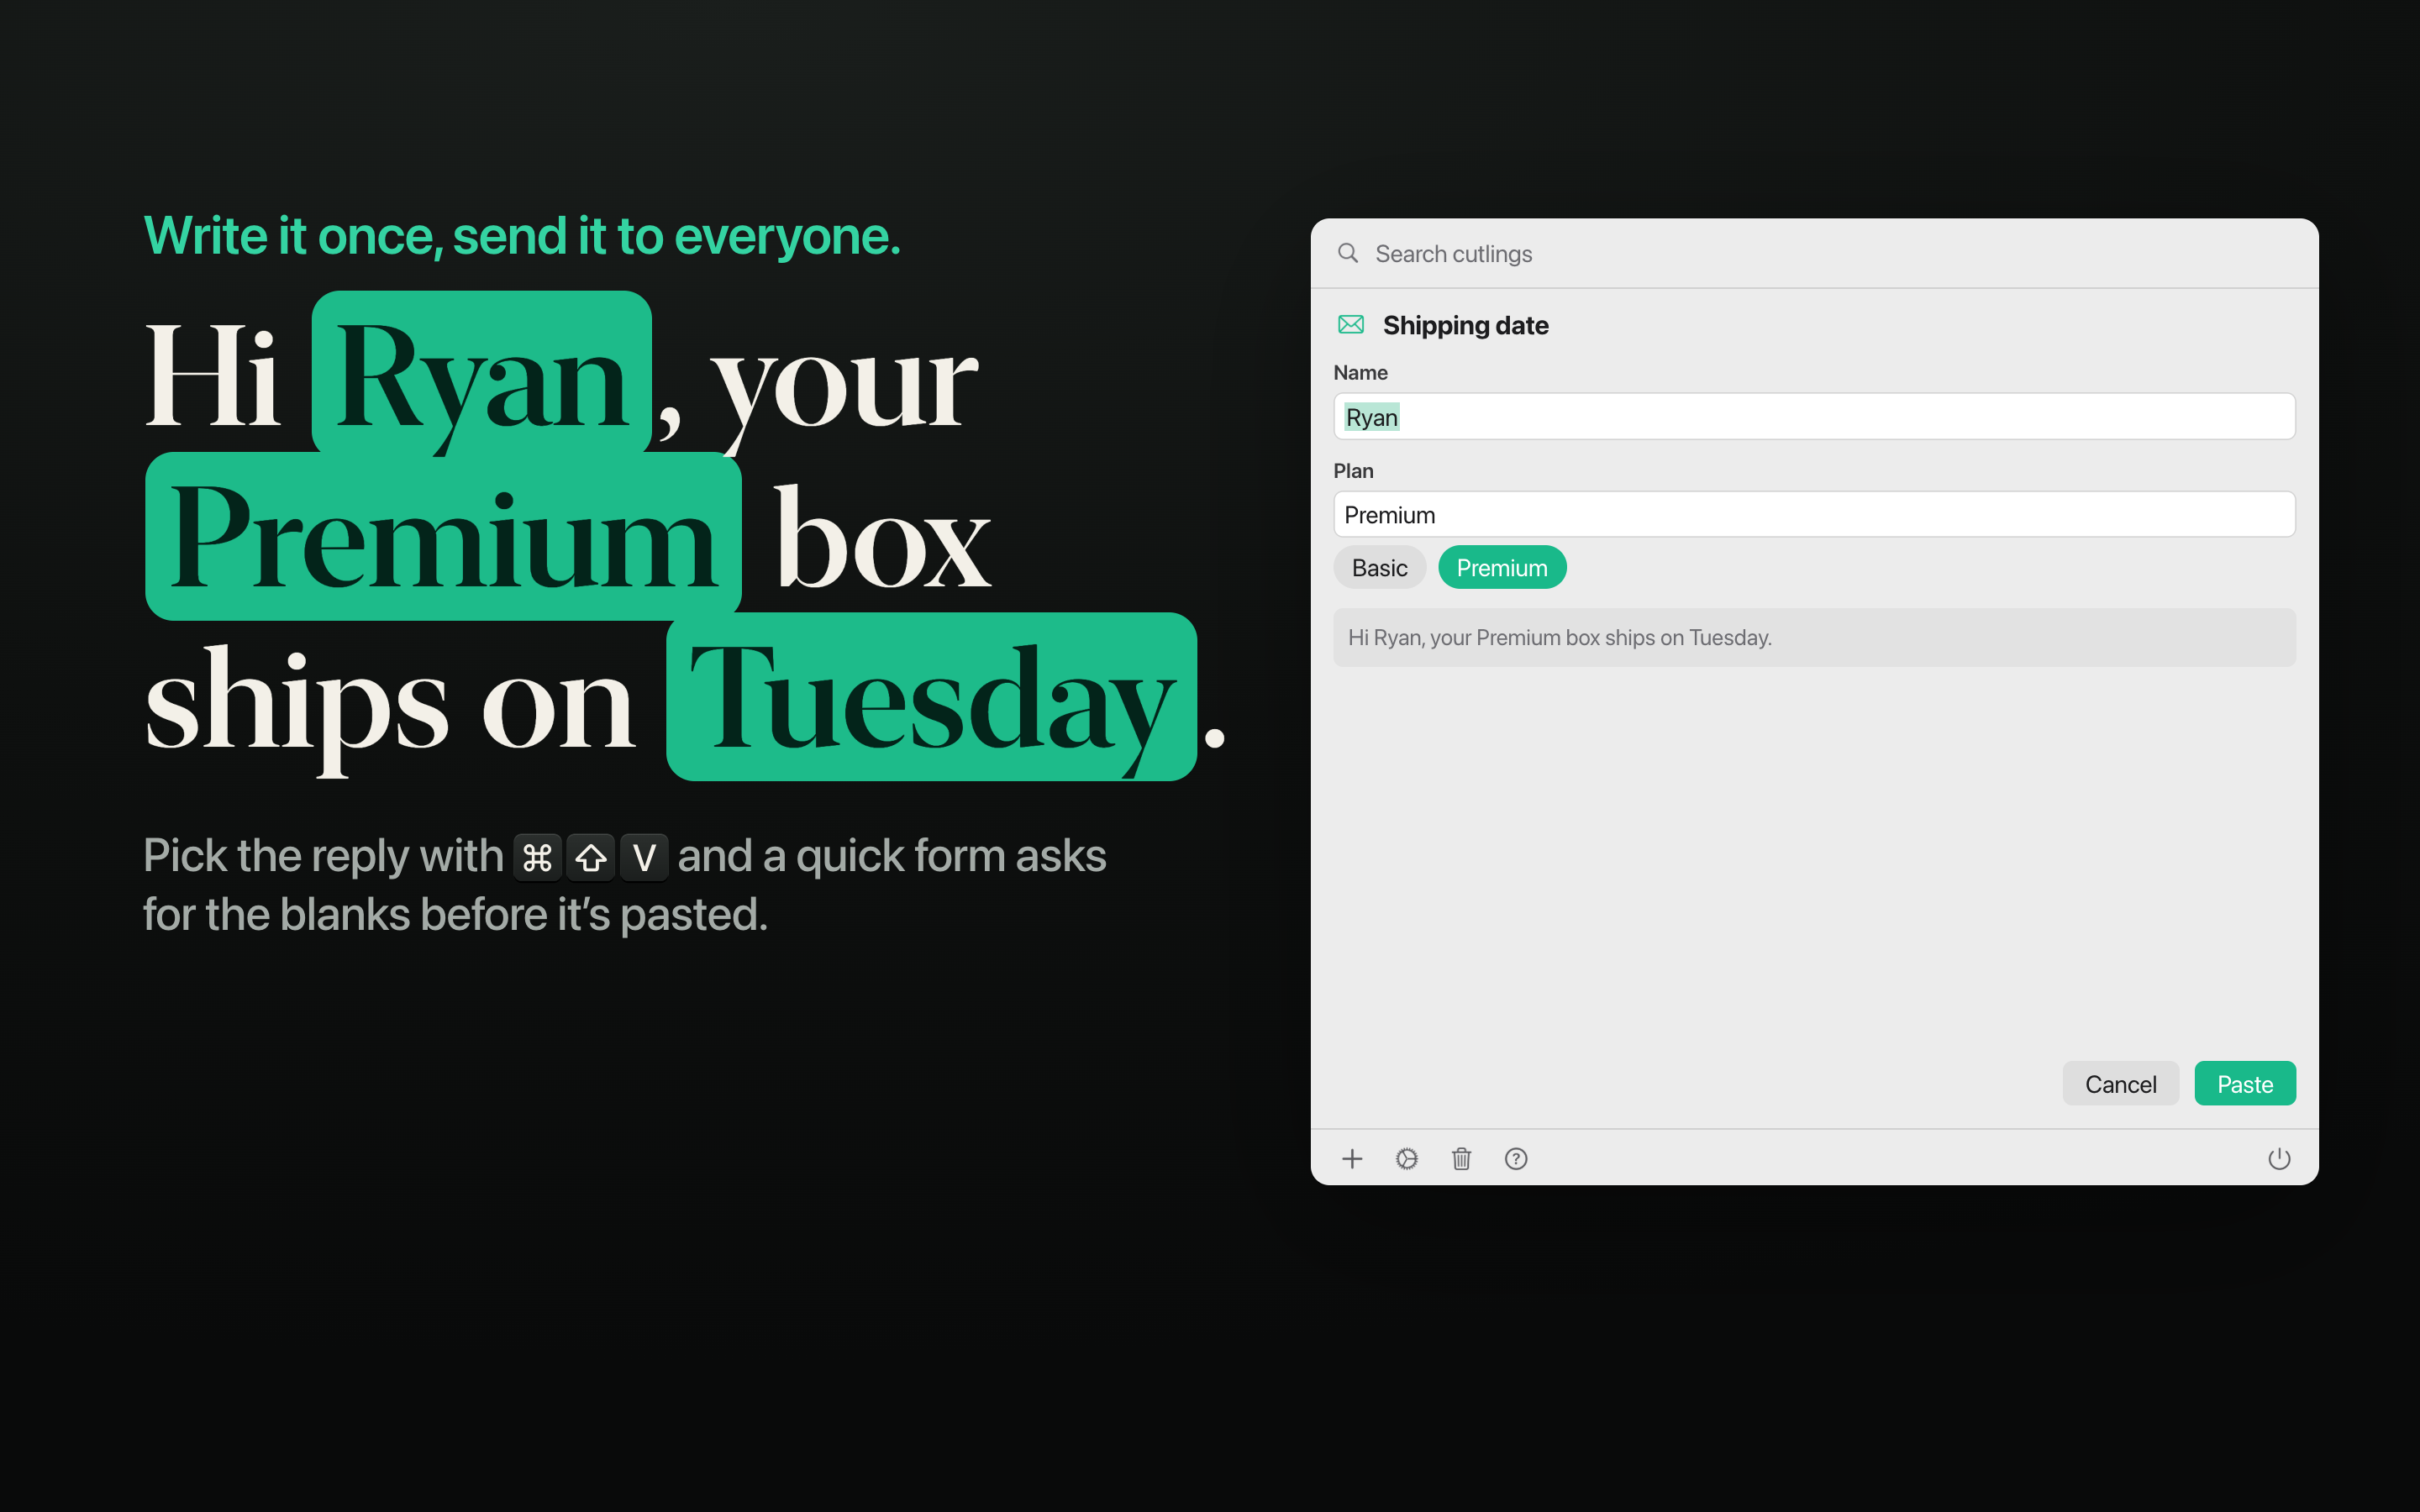 Write it once, send it to everyone.
Hi Ryan, your
Premium box
ships on Tuesday.
Pick the reply with ⌘ ⇧ V and a quick form asks
for the blanks before it’s pasted.
Search cutlings
Shipping date
Name
Ryan
Plan
Premium
Basic Premium
Hi Ryan, your Premium box ships on Tuesday.
Cancel Paste